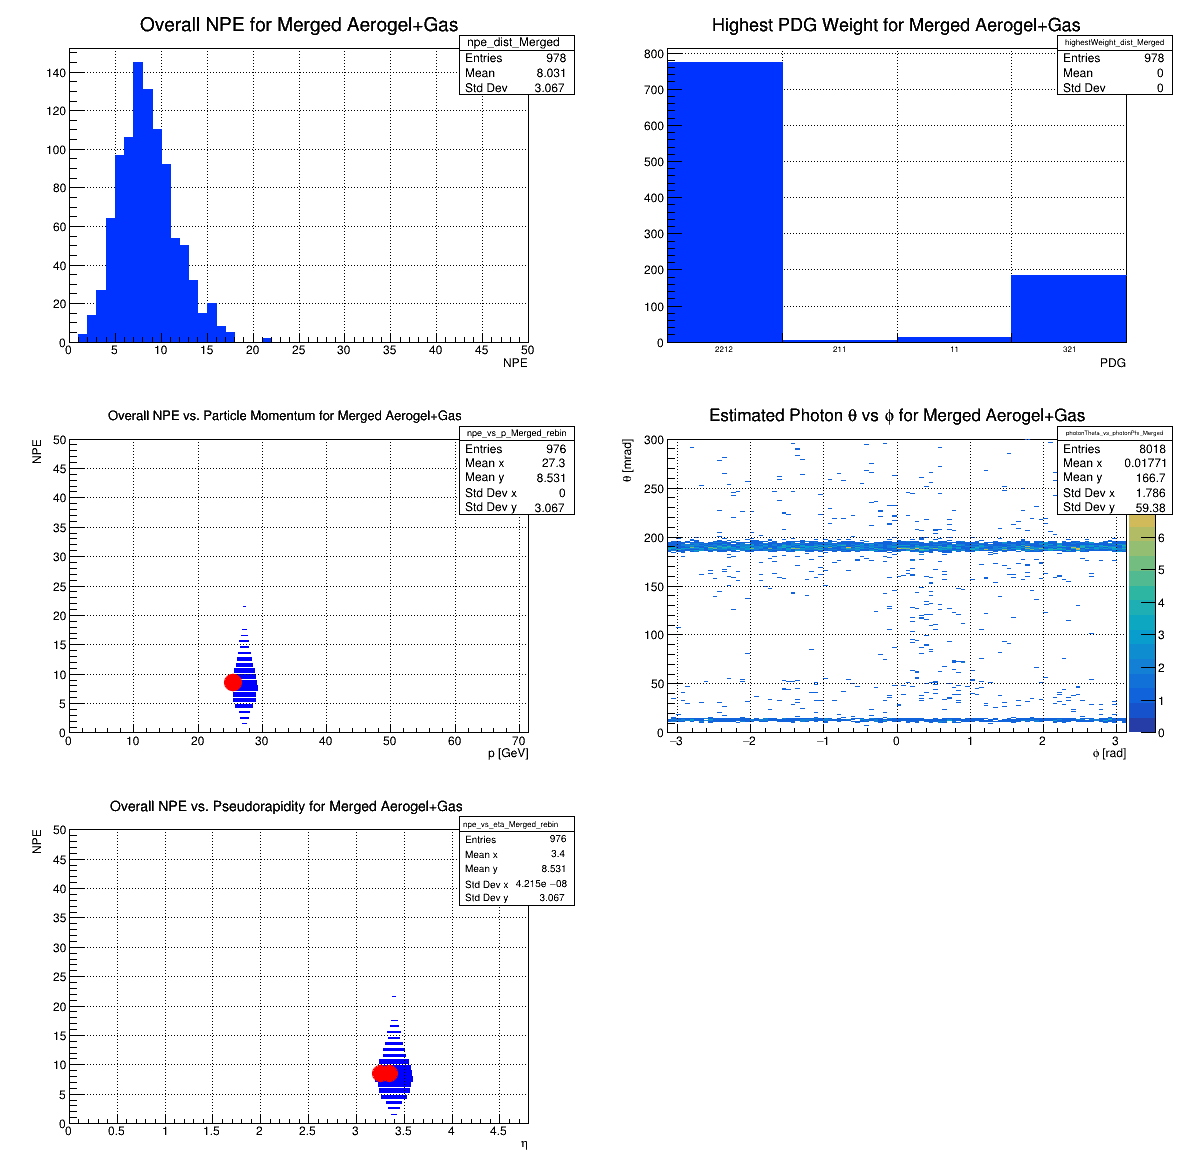 Overall NPE for Merged Aerogel+Gas
npe_dist_Merged
Entries 978
Mean 8.031
Std Dev 3.067
140
120
100
80
60
40
20
0
0 5 10 15 20 25 30 35 40 45 50
NPE
Highest PDG Weight for Merged Aerogel+Gas
highestWeight_dist_Merged
Entries 978
Mean 0
Std Dev 0
800
700
600
500
400
300
200
100
0
2212 211 11 321
PDG
Overall NPE vs. Particle Momentum for Merged Aerogel+Gas
npe_vs_p_Merged_rebin
Entries 976
Mean x 27.3
Mean y 8.531
Std Dev x 0
Std Dev y 3.067
NPE
50
45
40
35
30
25
20
15
10
5
0
0 10 20 30 40 50 60 70
p [GeV]
Estimated Photon θ vs ϕ for Merged Aerogel+Gas
photonTheta_vs_photonPhi_Merged
Entries 8018
Mean x 0.01771
Mean y 166.7
Std Dev x 1.786
Std Dev y 59.38
θ [mrad]
300
250
200
150
100
50
0
−3 −2 −1 0 1 2 3
ϕ [rad]
6
5
4
3
2
1
0
Overall NPE vs. Pseudorapidity for Merged Aerogel+Gas
npe_vs_eta_Merged_rebin
Entries 976
Mean x 3.4
Mean y 8.531
Std Dev x 4.215e −08
Std Dev y 3.067
NPE
50
45
40
35
30
25
20
15
10
5
0
0 0.5 1 1.5 2 2.5 3 3.5 4 4.5
η